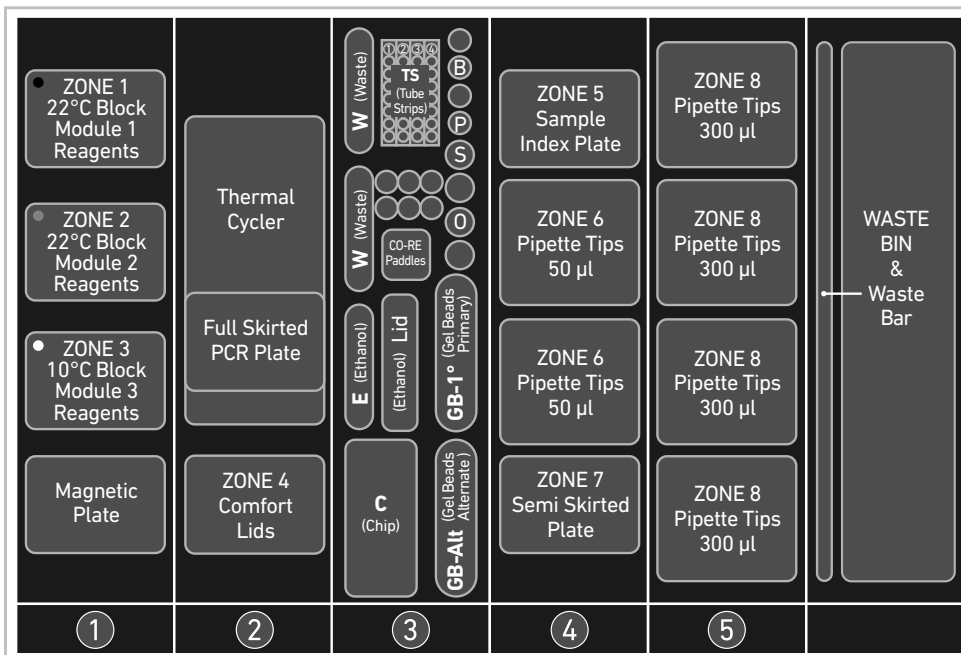 ZONE 1
22°C Block
Module 1
Reagents
ZONE 2
22°C Block
Module 2
Reagents
ZONE 3
10°C Block
Module 3
Reagents
Magnetic
Plate
1
Thermal
Cycler
Full Skirted
PCR Plate
ZONE 4
Comfort
Lids
2
W (Waste)
1 2 3 4
TS
(Tube
Strips)
B
P
S
O
W (Waste)
CO-RE
Paddles
E (Ethanol)
(Ethanol) Lid
GB-1° (Gel Beads
Primary)
C
(Chip)
GB-Alt (Gel Beads
Alternate)
3
ZONE 5
Sample
Index Plate
ZONE 6
Pipette Tips
50 µl
ZONE 6
Pipette Tips
50 µl
ZONE 7
Semi Skirted
Plate
4
ZONE 8
Pipette Tips
300 µl
ZONE 8
Pipette Tips
300 µl
ZONE 8
Pipette Tips
300 µl
ZONE 8
Pipette Tips
300 µl
5
WASTE
BIN
&
Waste
Bar